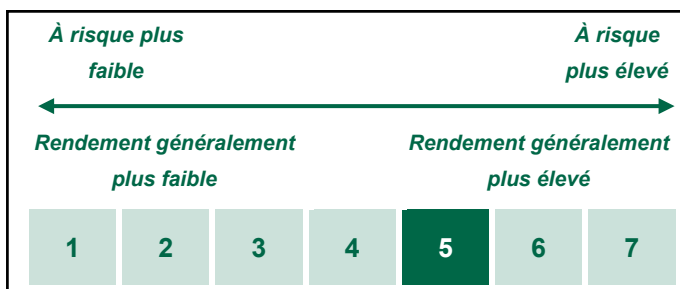 À risque plus
faible
À risque
plus élevé
Rendement généralement
plus faible
Rendement généralement
plus élevé
1 2 3 4 5 6 7